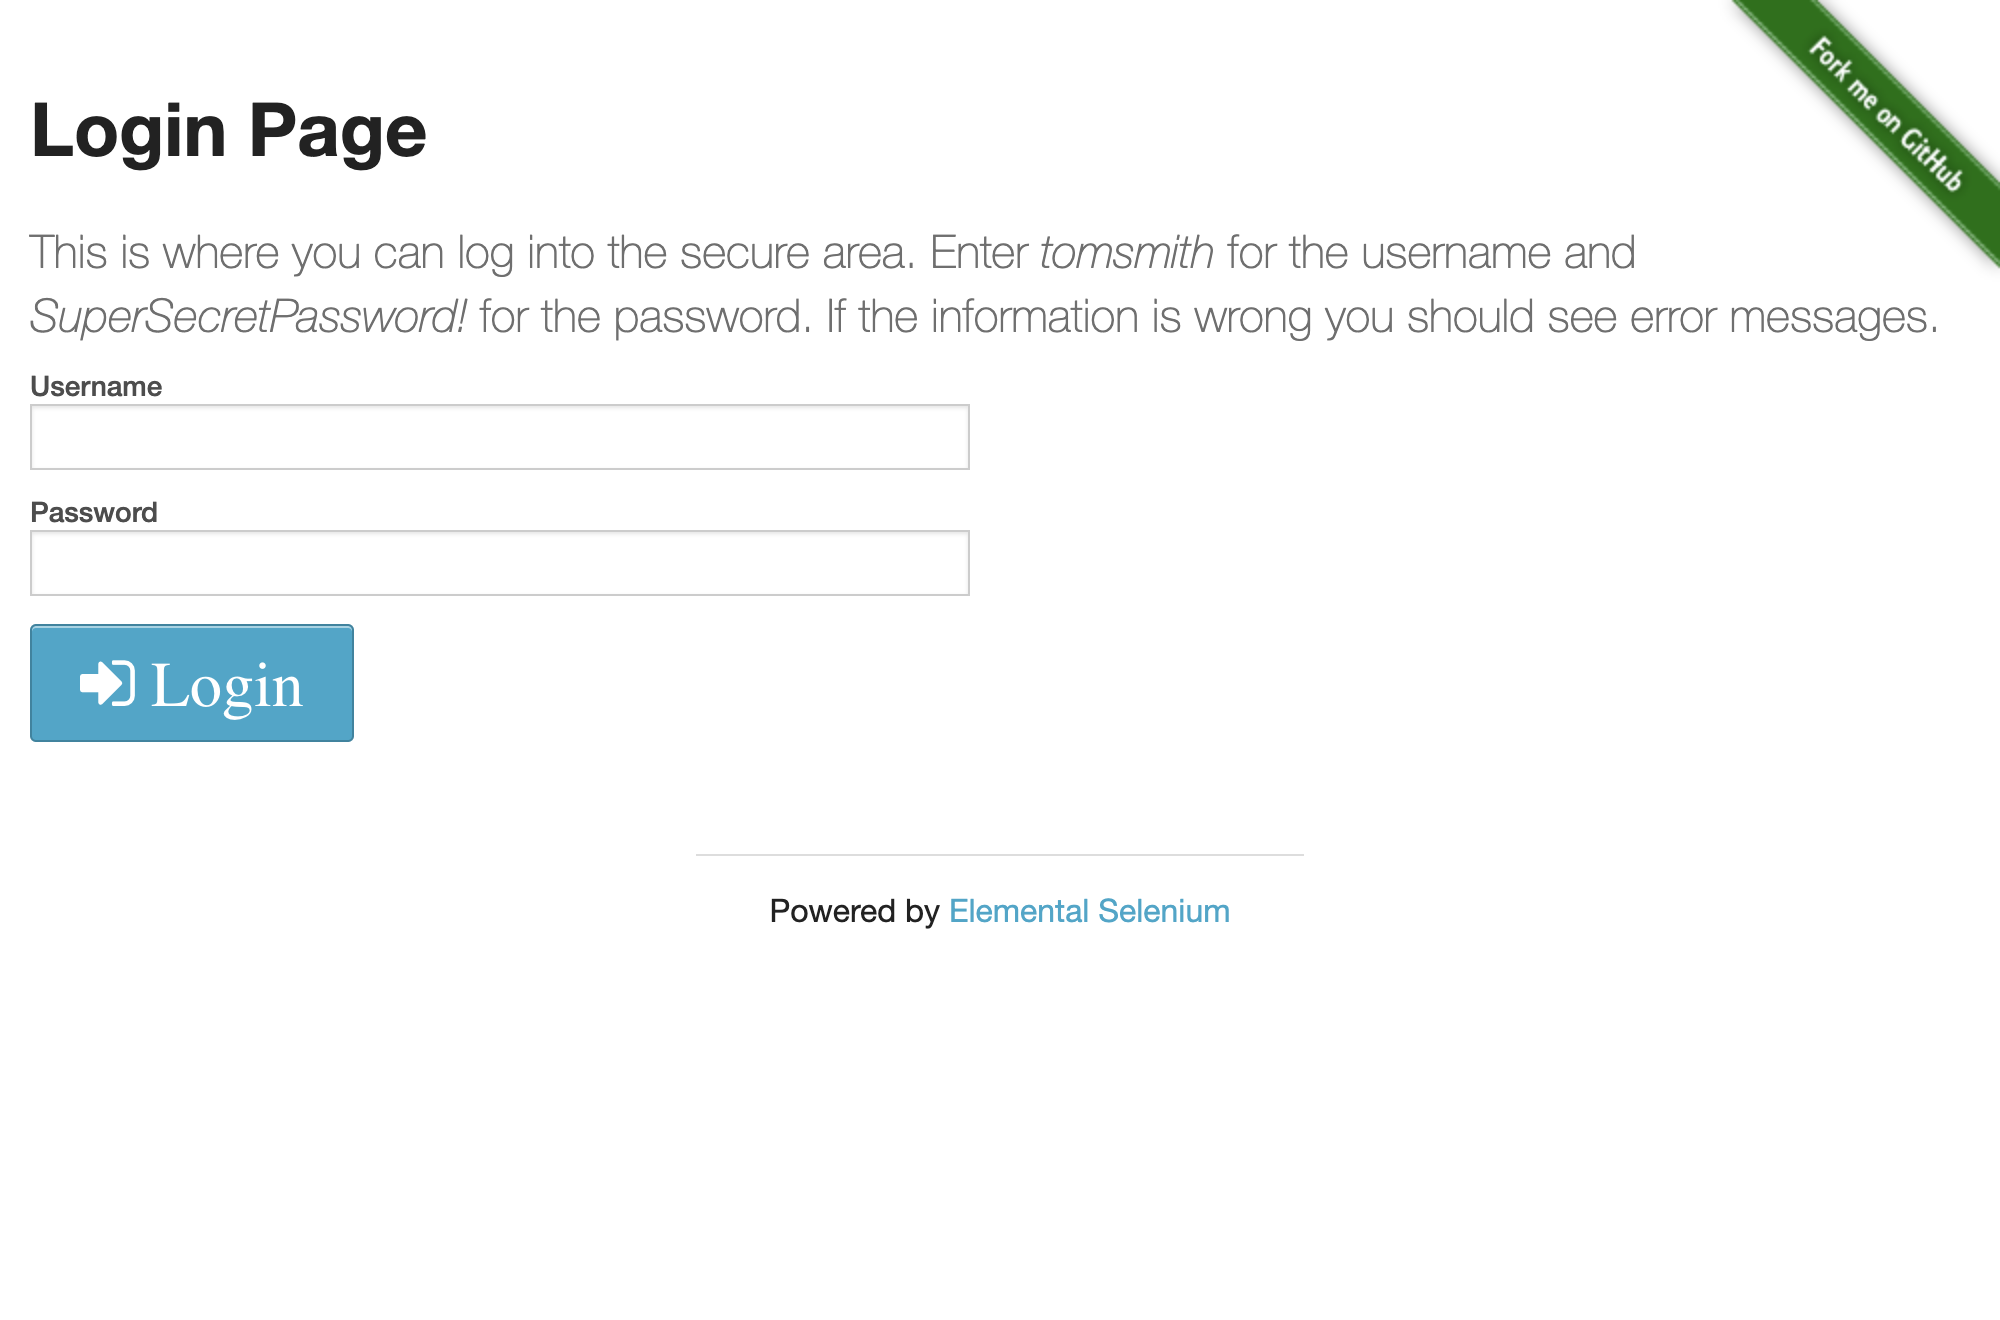 Fork me on GitHub
Login Page
This is where you can log into the secure area. Enter tomsmith for the username and
SuperSecretPassword! for the password. If the information is wrong you should see error messages.
Username
Password
Login
Powered by Elemental Selenium